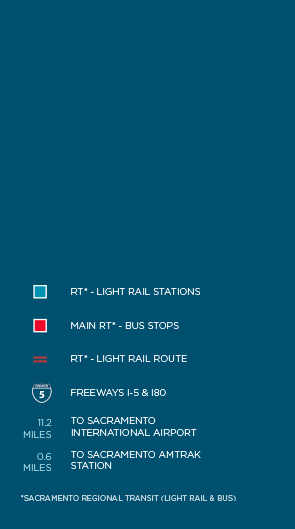 RT* - LIGHT RAIL STATIONS
MAIN RT* - BUS STOPS
RT* - LIGHT RAIL ROUTE
5
FREEWAYS I-5 & I80
11.2
MILES
TO SACRAMENTO
INTERNATIONAL AIRPORT
0.6
MILES
TO SACRAMENTO AMTRAK
STATION
*SACRAMENTO REGIONAL TRANSIT (LIGHT RAIL & BUS)